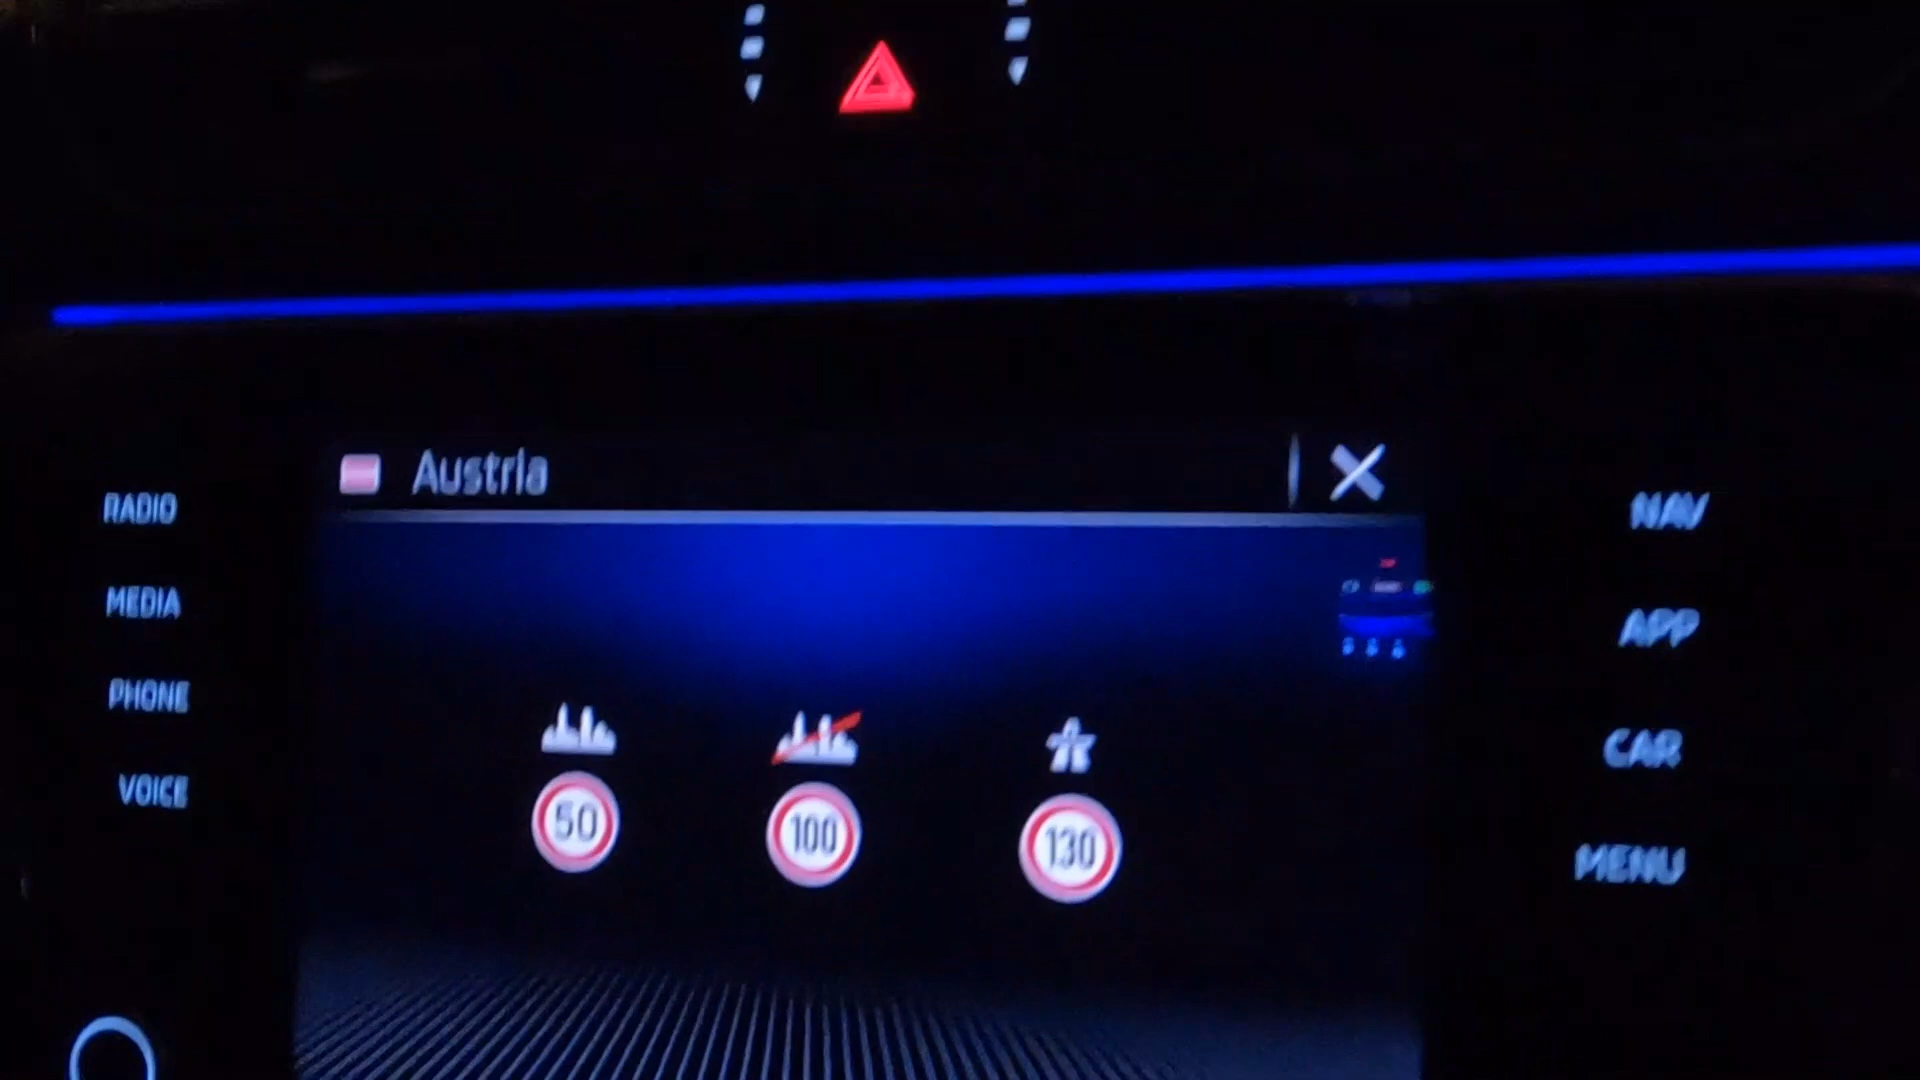 Austria
RADIO
MEDIA
PHONE
VOICE
50
100
130
NAV
APP
CAR
MENU